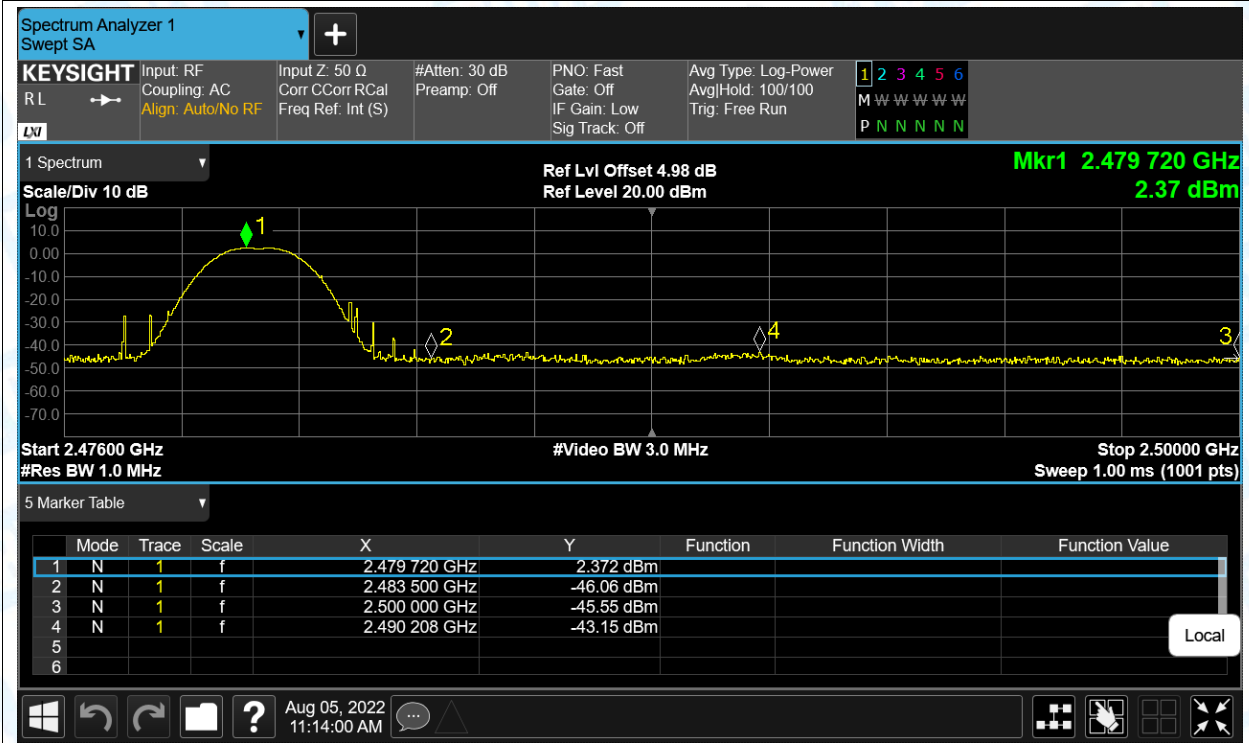 Spectrum Analyzer 1
Swept SA
▼
+
KEYSIGHT Input: RF Input Z: 50 Ω #Atten: 30 dB PNO: Fast Avg Type: Log-Power 1 2 3 4 5 6
R L Coupling: AC Corr CCorr RCal Preamp: Off Gate: Off Avg|Hold: 100/100 M W W W W W
Align: Auto/No RF Freq Ref: Int (S) IF Gain: Low Trig: Free Run
LXI Sig Track: Off P N N N N N
1 Spectrum ▼ Ref Lvl Offset 4.98 dB Mkr1 2.479 720 GHz
Scale/Div 10 dB Ref Level 20.00 dBm 2.37 dBm
Log
10.0
0.00
-10.0
-20.0
-30.0
-40.0
-50.0
-60.0
-70.0
1
2
4
3
Start 2.47600 GHz #Video BW 3.0 MHz Stop 2.50000 GHz
#Res BW 1.0 MHz Sweep 1.00 ms (1001 pts)
5 Marker Table ▼
Mode Trace Scale X Y Function Function Width Function Value
1 N 1 f 2.479 720 GHz 2.372 dBm
2 N 1 f 2.483 500 GHz -46.06 dBm
3 N 1 f 2.500 000 GHz -45.55 dBm
4 N 1 f 2.490 208 GHz -43.15 dBm
5
6
Local
?
Aug 05, 2022
11:14:00 AM